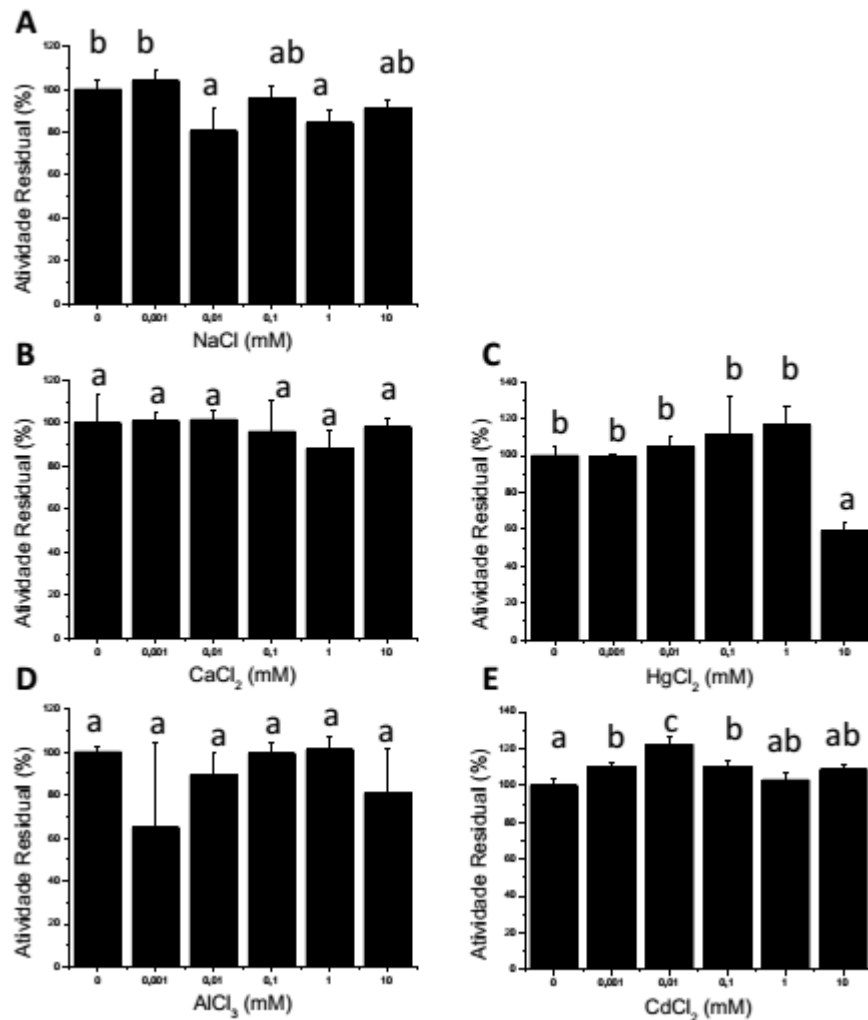 A
b b a ab a ab
Atividade Residual (%)
120
100
80
60
40
20
0
0 0,001 0,01 0,1 1 10
NaCl (mM)
B
a a a a a a
Atividade Residual (%)
120
100
80
60
40
20
0
0 0,001 0,01 0,1 1 10
CaCl₂ (mM)
C
b b b b b a
Atividade Residual (%)
140
120
100
80
60
40
20
0
0 0,001 0,01 0,1 1 10
HgCl₂ (mM)
D
a a a a a a
Atividade Residual (%)
120
100
80
60
40
20
0
0 0,001 0,01 0,1 1 10
AlCl₃ (mM)
E
a b c b ab ab
Atividade Residual (%)
140
120
100
80
60
40
20
0
0 0,001 0,01 0,1 1 10
CdCl₂ (mM)